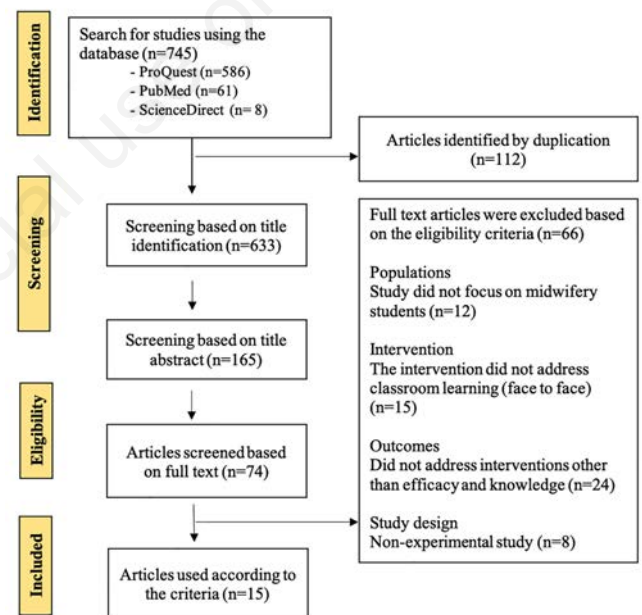 Identification
Search for studies using the
database (n=745)
- ProQuest (n=586)
- PubMed (n=61)
- ScienceDirect (n= 8)
Articles identified by duplication
(n=112)
Screening
Screening based on title
identification (n=633)
Screening based on title
abstract (n=165)
Full text articles were excluded based
on the eligibility criteria (n=66)
Populations
Study did not focus on midwifery
students (n=12)
Intervention
The intervention did not address
classroom learning (face to face)
(n=15)
Outcomes
Did not address interventions other
than efficacy and knowledge (n=24)
Study design
Non-experimental study (n=8)
Eligibility
Articles screened based
on full text (n=74)
Included
Articles used according to
the criteria (n=15)